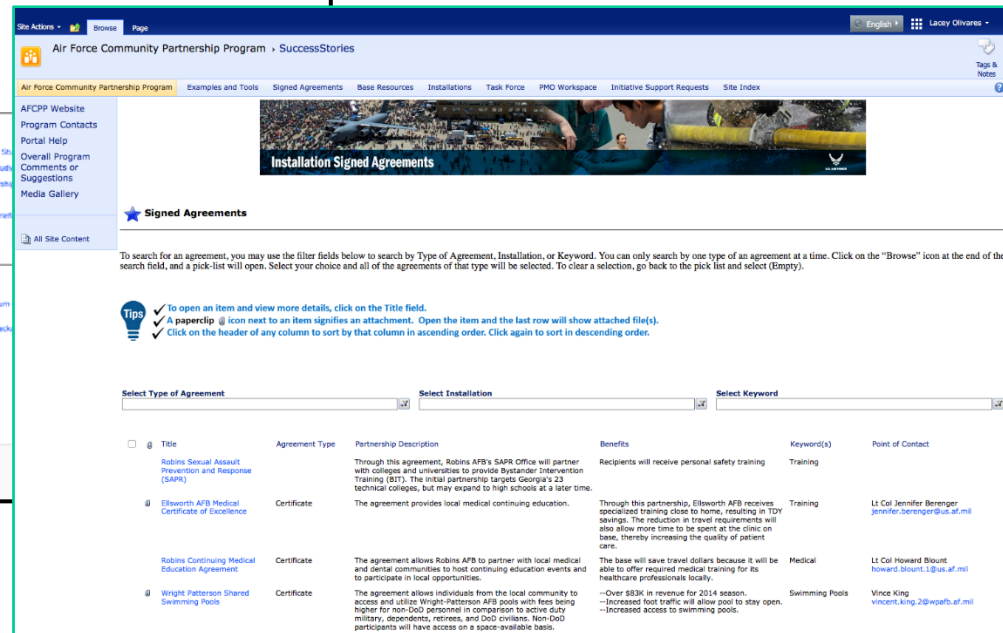 Site Actions
Browse
Page
English
Lacey Olivares
Air Force Community Partnership Program › SuccessStories
Tags &
Notes
Air Force Community Partnership Program Examples and Tools Signed Agreements Base Resources Installations Task Force PMO Workspace Initiative Support Requests Site Index
AFCPP Website
Program Contacts
Portal Help
Overall Program
Comments or
Suggestions
Media Gallery
All Site Content
Installation Signed Agreements
U.S. AIR FORCE
Signed Agreements
To search for an agreement, you may use the filter fields below to search by Type of Agreement, Installation, or Keyword. You can only search by one type of an agreement at a time. Click on the “Browse” icon at the end of the
search field, and a pick-list will open. Select your choice and all of the agreements of that type will be selected. To clear a selection, go back to the pick list and select (Empty).
Tips
✓ To open an item and view more details, click on the Title field.
✓ A paperclip icon next to an item signifies an attachment. Open the item and the last row will show attached file(s).
✓ Click on the header of any column to sort by that column in ascending order. Click again to sort in descending order.
Select Type of Agreement
Select Installation
Select Keyword
Title Agreement Type Partnership Description Benefits Keyword(s) Point of Contact
Robins Sexual Assault
Prevention and Response
(SAPR)
Through this agreement, Robins AFB's SAPR Office will partner
with colleges and universities to provide Bystander Intervention
Training (BIT). The initial partnership targets Georgia's 23
technical colleges, but may expand to high schools at a later time.
Recipients will receive personal safety training
Training
Ellsworth AFB Medical
Certificate of Excellence
Certificate
The agreement provides local medical continuing education.
Through this partnership, Ellsworth AFB receives
specialized training close to home, resulting in TDY
savings. The reduction in travel requirements will
also allow more time to be spent at the clinic on
base, thereby increasing the quality of patient
care.
Training
Lt Col Jennifer Berenger
jennifer.berenger@us.af.mil
Robins Continuing Medical
Education Agreement
Certificate
The agreement allows Robins AFB to partner with local medical
and dental communities to host continuing education events and
to participate in local opportunities.
The base will save travel dollars because it will be
able to offer required medical training for its
healthcare professionals locally.
Medical
Lt Col Howard Blount
howard.blount.1@us.af.mil
Wright Patterson Shared
Swimming Pools
Certificate
The agreement allows individuals from the local community to
access and utilize Wright-Patterson AFB pools with fees being
higher for non-DoD personnel in comparison to active duty
military, dependents, retirees, and DoD civilians. Non-DoD
participants will have access on a space-available basis.
--Over $83K in revenue for 2014 season.
--Increased foot traffic will allow pool to stay open.
--Increased access to swimming pools.
Swimming Pools
Vince King
vincent.king.2@wpafb.af.mil